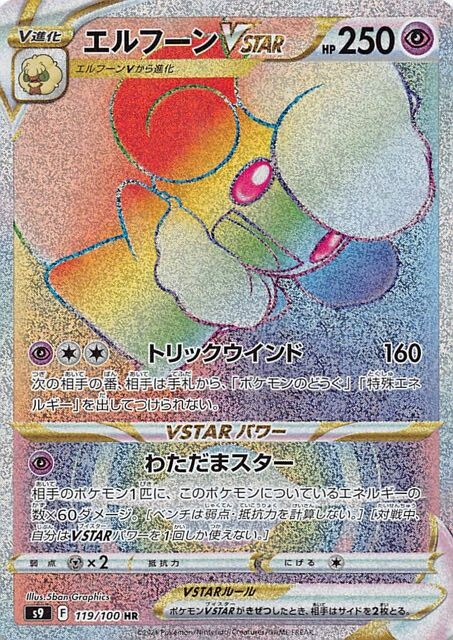 V進化
エルフーンVSTAR
HP250
エルフーンVから進化
トリックウインド 160
次の相手の番、相手は手札から、「ポケモンのどうぐ」「特殊エネ
ルギー」を出してつけられない。
VSTARパワー
わただまスター
相手のポケモン1匹に、このポケモンについているエネルギーの
数×60ダメージ。[ベンチは弱点・抵抗力を計算しない。][対戦中、
自分はVSTARパワーを1回しか使えない。]
弱点 ×2 抵抗力 にげる
Illus.5ban Graphics
VSTARルール
ポケモンVSTARがきぜつしたとき、相手はサイドを2枚とる。
s9 F 119/100 HR
Pokémon/Nintendo/Creatures/GAME FREAK